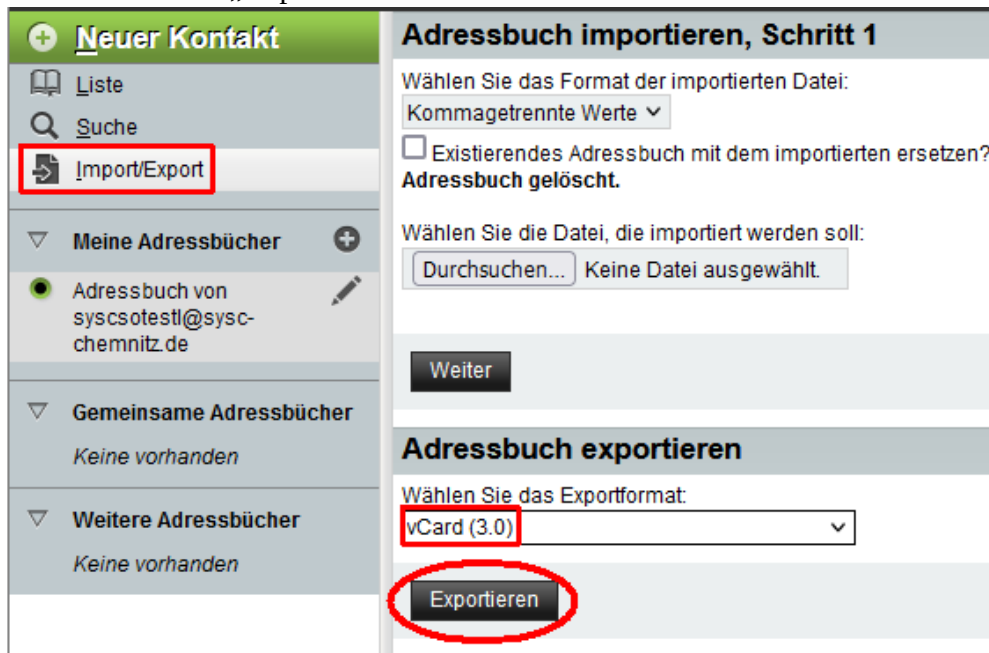 Neuer Kontakt
Liste
Suche
Import/Export
Meine Adressbücher
Adressbuch von
syscsotestl@sysc-
chemnitz.de
Gemeinsame Adressbücher
Keine vorhanden
Weitere Adressbücher
Keine vorhanden
Adressbuch importieren, Schritt 1
Wählen Sie das Format der importierten Datei:
Kommagetrennte Werte
Existierendes Adressbuch mit dem importierten ersetzen?
Adressbuch gelöscht.
Wählen Sie die Datei, die importiert werden soll:
Durchsuchen... Keine Datei ausgewählt.
Weiter
Adressbuch exportieren
Wählen Sie das Exportformat:
vCard (3.0)
Exportieren